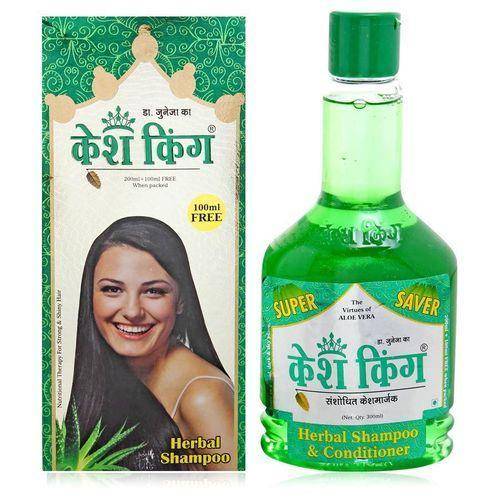 डा. जुनेजा का
केश किंग®
200ml+100ml FREE
When packed
100ml
FREE
Nutritional Therapy For Strong & Shiny Hair
Herbal
Shampoo
केश किंग
SUPER
SAVER
The
Virtues of
ALOE VERA
डा. जुनेजा का
केश किंग®
संशोधित केशमार्जक
(Net. Qty. 300ml)
Herbal Shampoo
& Conditioner